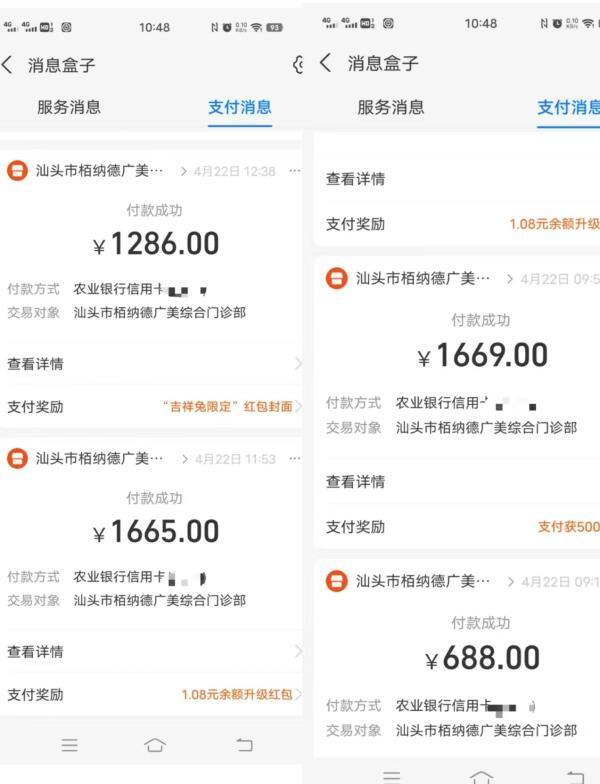 4G 4G HD 1 2 10:48 0.10 KB/s 93
消息盒子
服务消息 支付消息
汕头市栢纳德广美… 4月22日 12:38 …
付款成功
¥1286.00
付款方式 农业银行信用卡
交易对象 汕头市栢纳德广美综合门诊部
查看详情
支付奖励 “吉祥兔限定”红包封面
汕头市栢纳德广美… 4月22日 11:53 …
付款成功
¥1665.00
付款方式 农业银行信用卡
交易对象 汕头市栢纳德广美综合门诊部
查看详情
支付奖励 1.08元余额升级红包
4G 4G HD 1 2 10:48 0.10 KB/s
消息盒子
服务消息 支付消息
查看详情
支付奖励 1.08元余额升级
汕头市栢纳德广美… 4月22日 09:5
付款成功
¥1669.00
付款方式 农业银行信用
交易对象 汕头市栢纳德广美综合门诊部
查看详情
支付奖励 支付获500
汕头市栢纳德广美… 4月22日 09:1
付款成功
¥688.00
付款方式 农业银行信用卡
交易对象 汕头市栢纳德广美综合门诊部